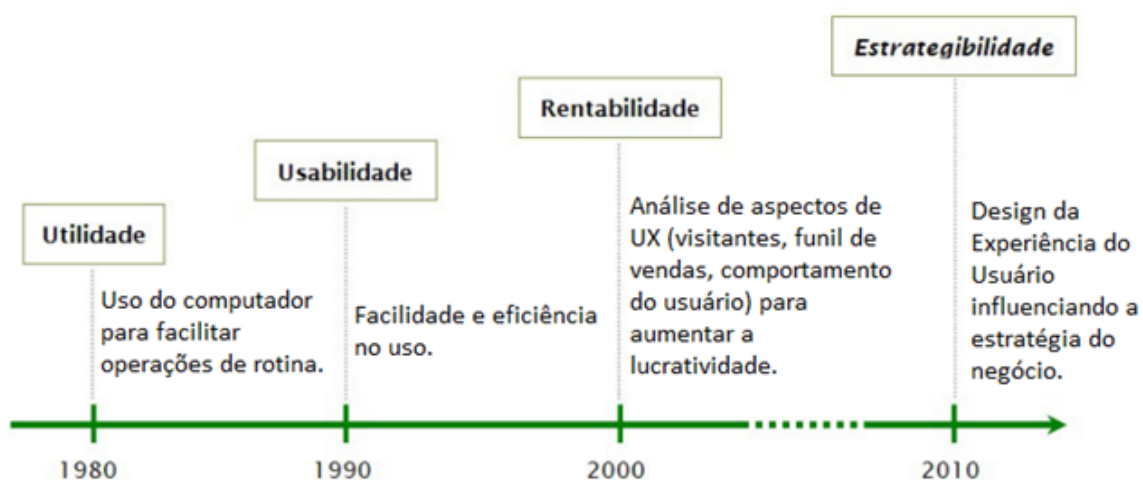 Estrategibilidade
Rentabilidade
Usabilidade
Utilidade
Uso do computador
para facilitar
operações de rotina.
Facilidade e eficiência
no uso.
Análise de aspectos de
UX (visitantes, funil de
vendas, comportamento
do usuário) para
aumentar a
lucratividade.
Design da
Experiência do
Usuário
influenciando a
estratégia do
negócio.
1980
1990
2000
2010